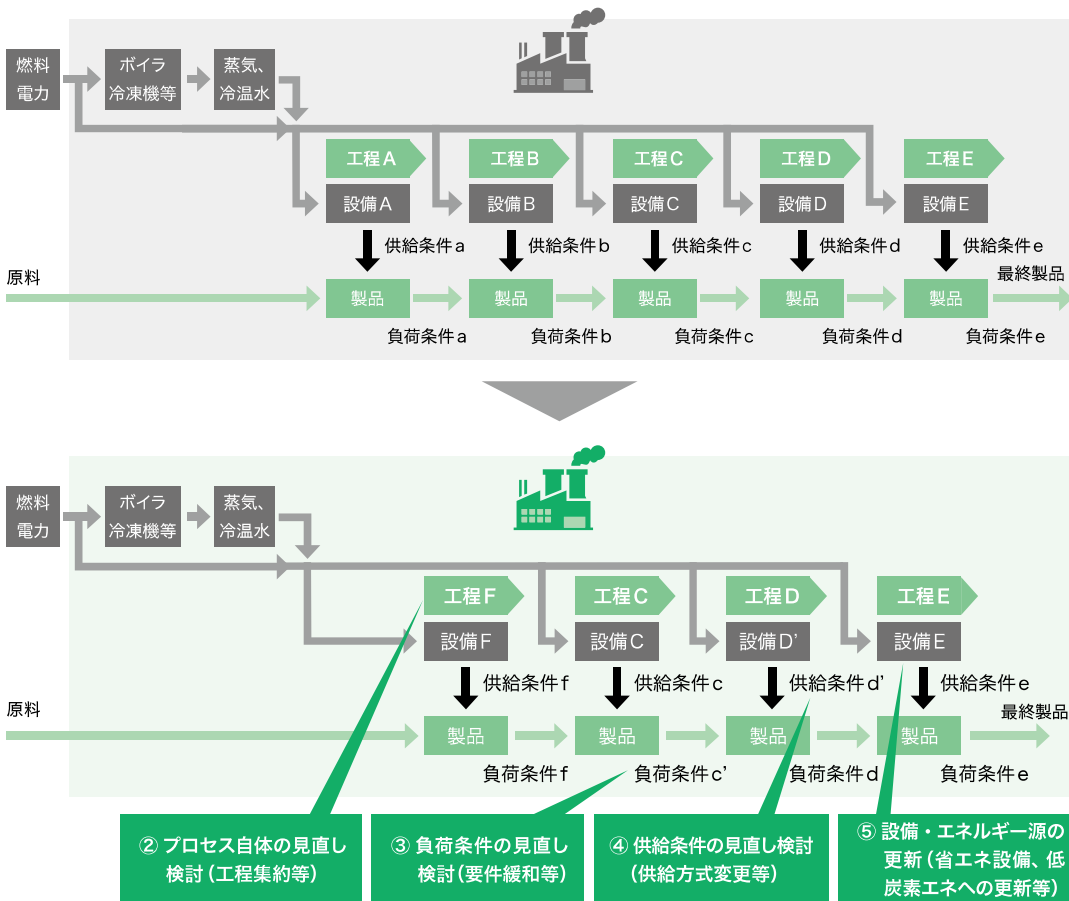 燃料
電力
ボイラ
冷凍機等
蒸気、
冷温水
工程A
工程B
工程C
工程D
工程E
設備A
設備B
設備C
設備D
設備E
供給条件a
供給条件b
供給条件c
供給条件d
供給条件e
原料
最終製品
製品
製品
製品
製品
製品
負荷条件a
負荷条件b
負荷条件c
負荷条件d
負荷条件e
燃料
電力
ボイラ
冷凍機等
蒸気、
冷温水
工程F
工程C
工程D
工程E
設備F
設備C
設備D'
設備E
供給条件f
供給条件c
供給条件d'
供給条件e
原料
最終製品
製品
製品
製品
製品
負荷条件f
負荷条件c'
負荷条件d
負荷条件e
② プロセス自体の見直し
検討（工程集約等）
③ 負荷条件の見直し
検討（要件緩和等）
④ 供給条件の見直し検討
（供給方式変更等）
⑤ 設備・エネルギー源の
更新（省エネ設備、低
炭素エネへの更新等）